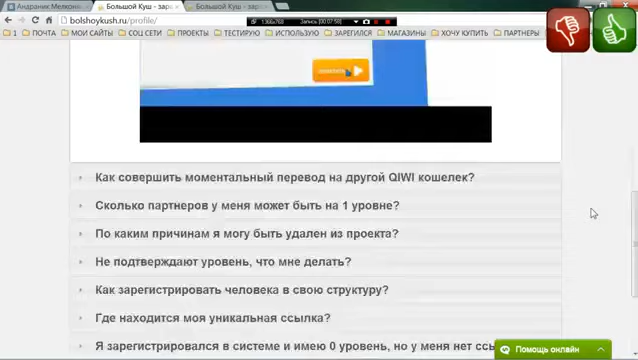 Андраник Мелкон
Большой Куш - зара
Большой Куш - зара
bolshoykush.ru/profile/
1366x768
Запись [00:07:58]
1
ПОЧТА
МОИ САЙТЫ
СОЦ СЕТИ
ПРОЕКТЫ
ТЕСТИРУЮ
ИСПОЛЬЗУЮ
ЗАРЕГИЛСЯ
МАГАЗИНЫ
ХОЧУ КУПИТЬ
ПАРТНЕРЫ
Как совершить моментальный перевод на другой QIWI кошелек?
Сколько партнеров у меня может быть на 1 уровне?
По каким причинам я могу быть удален из проекта?
Не подтверждают уровень, что мне делать?
Как зарегистрировать человека в свою структуру?
Где находится моя уникальная ссылка?
Я зарегистрировался в системе и имею 0 уровень, но у меня нет ссы
Помощь онлайн